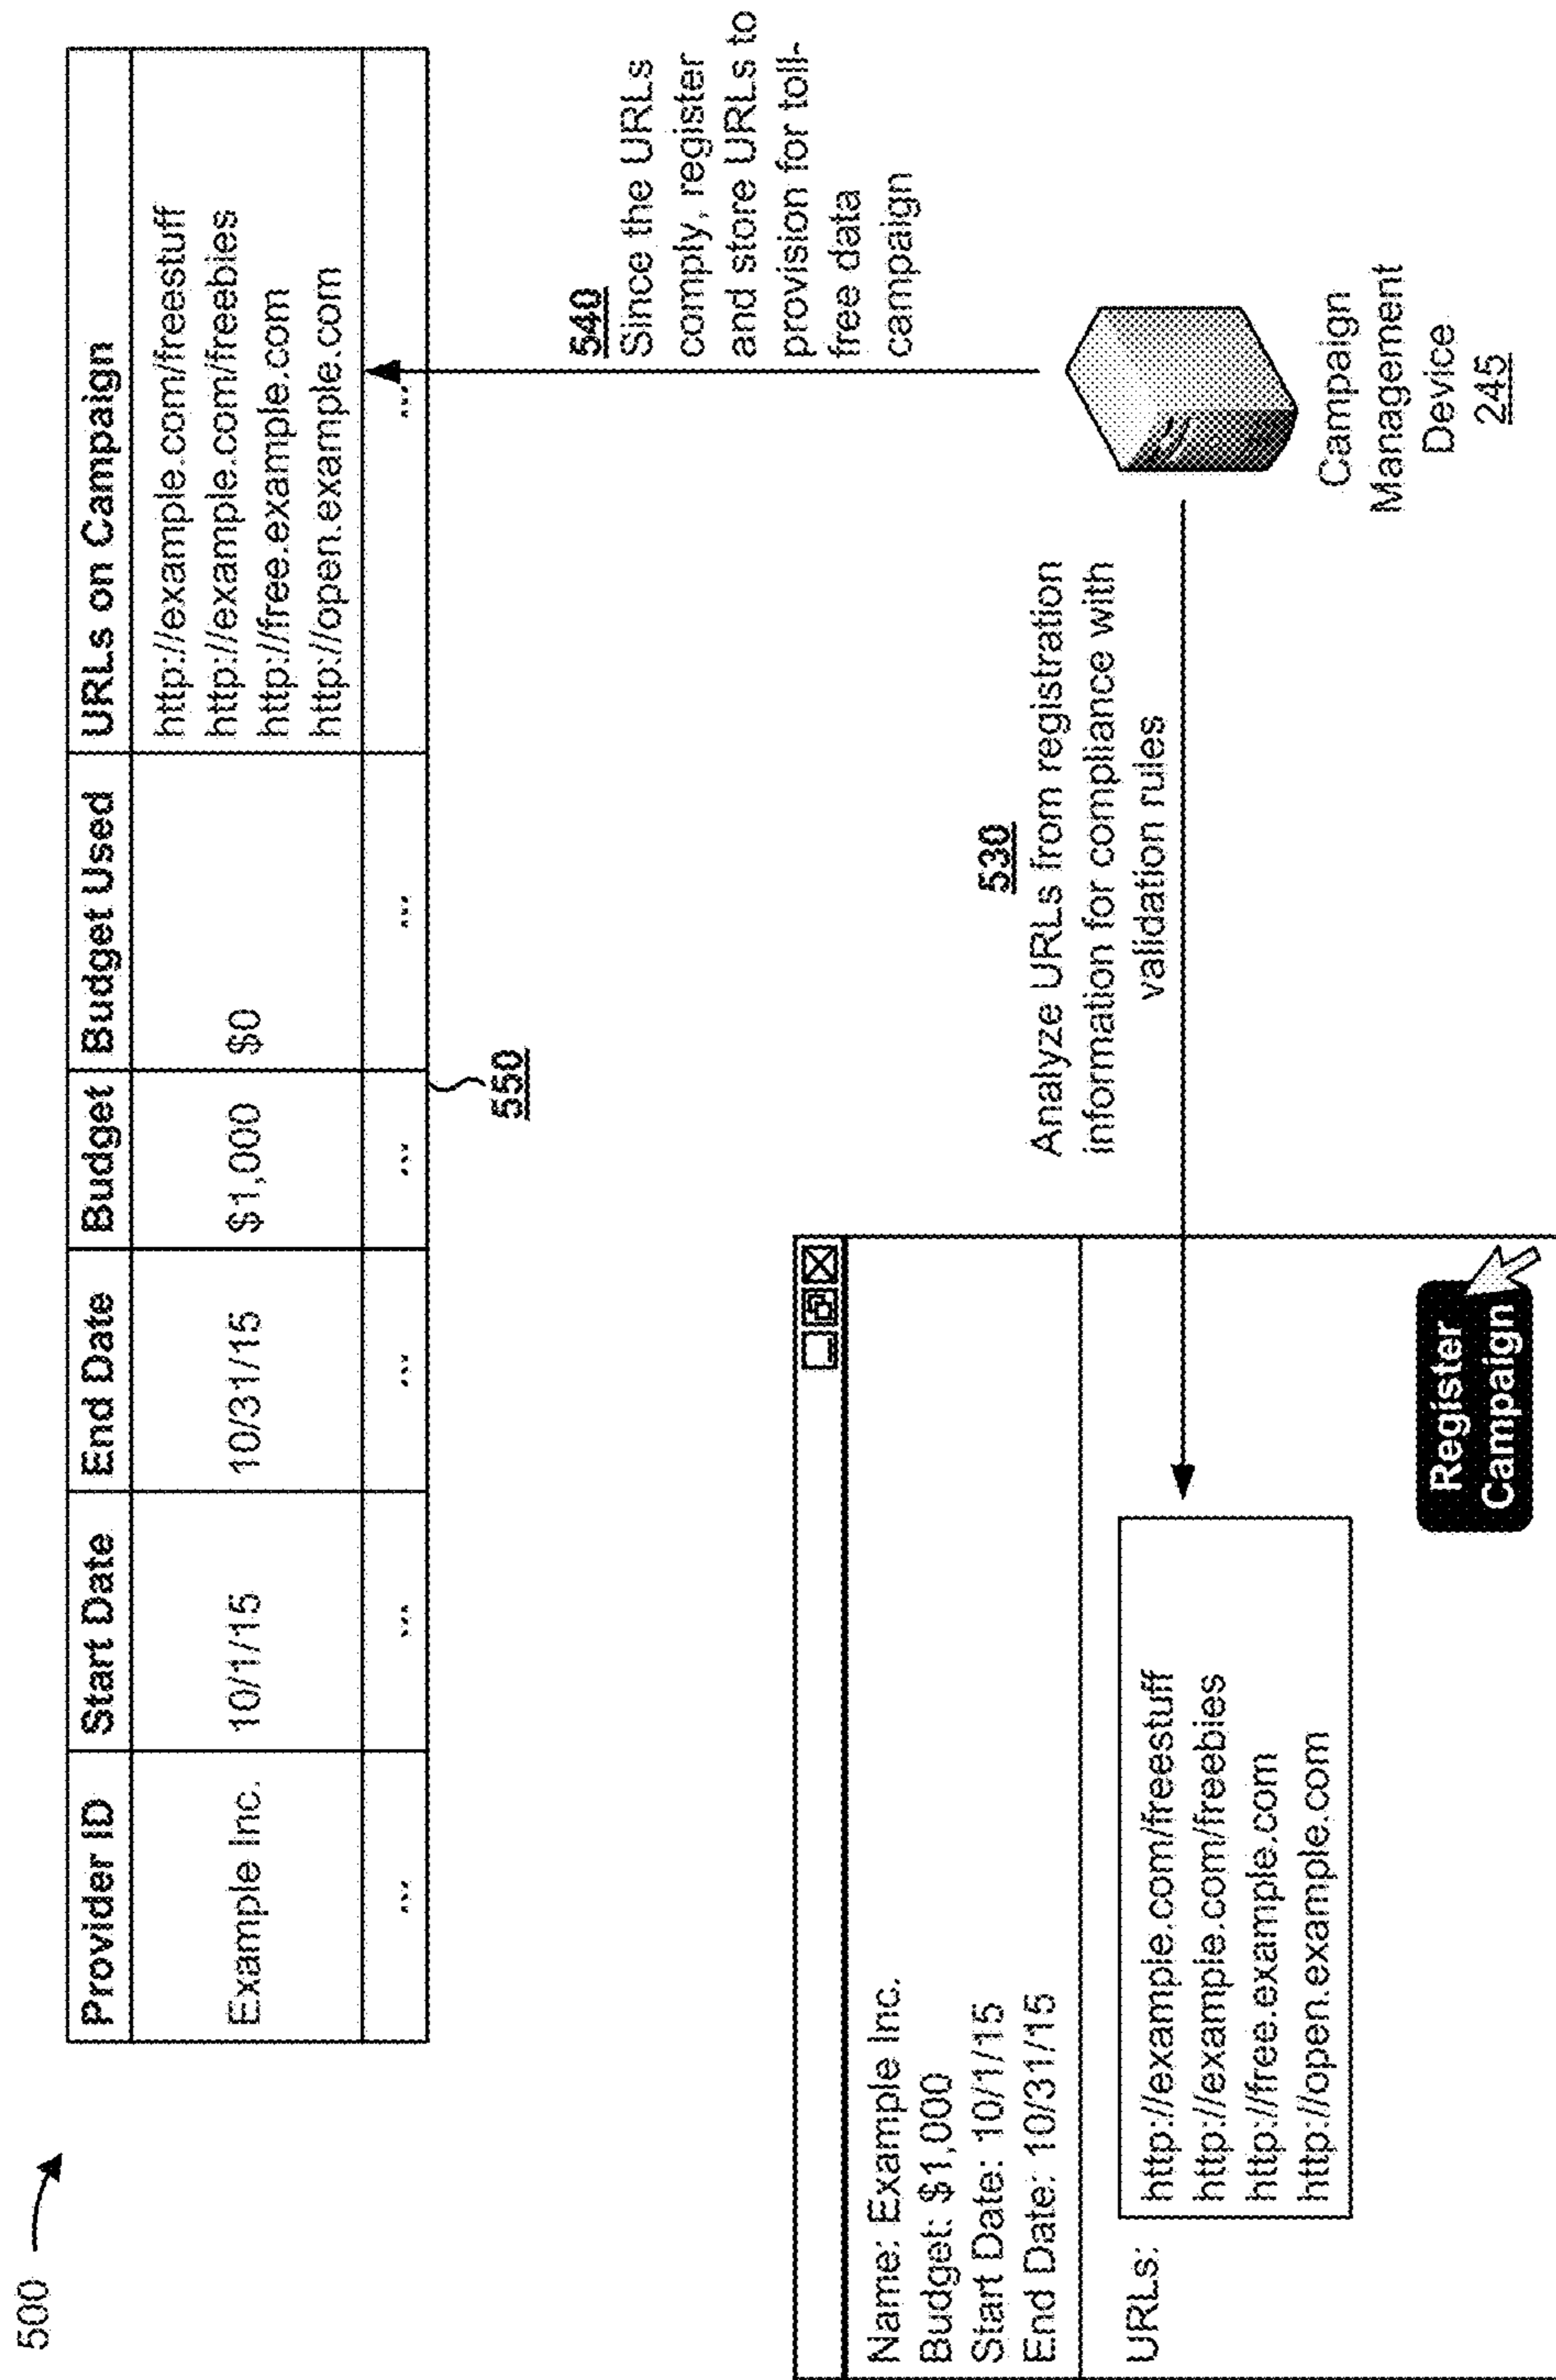 500
Provider ID Start Date End Date Budget Budget Used URLs on Campaign
Example Inc. 10/1/15 10/31/15 $1,000 $0 http://example.com/freestuff
http://example.com/freebies
http://free.example.com
http://open.example.com
... ... ... ... ... ...
550
540
Since the URLs
comply, register
and store URLs to
provision for toll-
free data
campaign
Name: Example Inc.
Budget: $1,000
Start Date: 10/1/15
End Date: 10/31/15
URLs:
http://example.com/freestuff
http://example.com/freebies
http://free.example.com
http://open.example.com
Register
Campaign
530
Analyze URLs from registration
information for compliance with
validation rules
Campaign
Management
Device
245